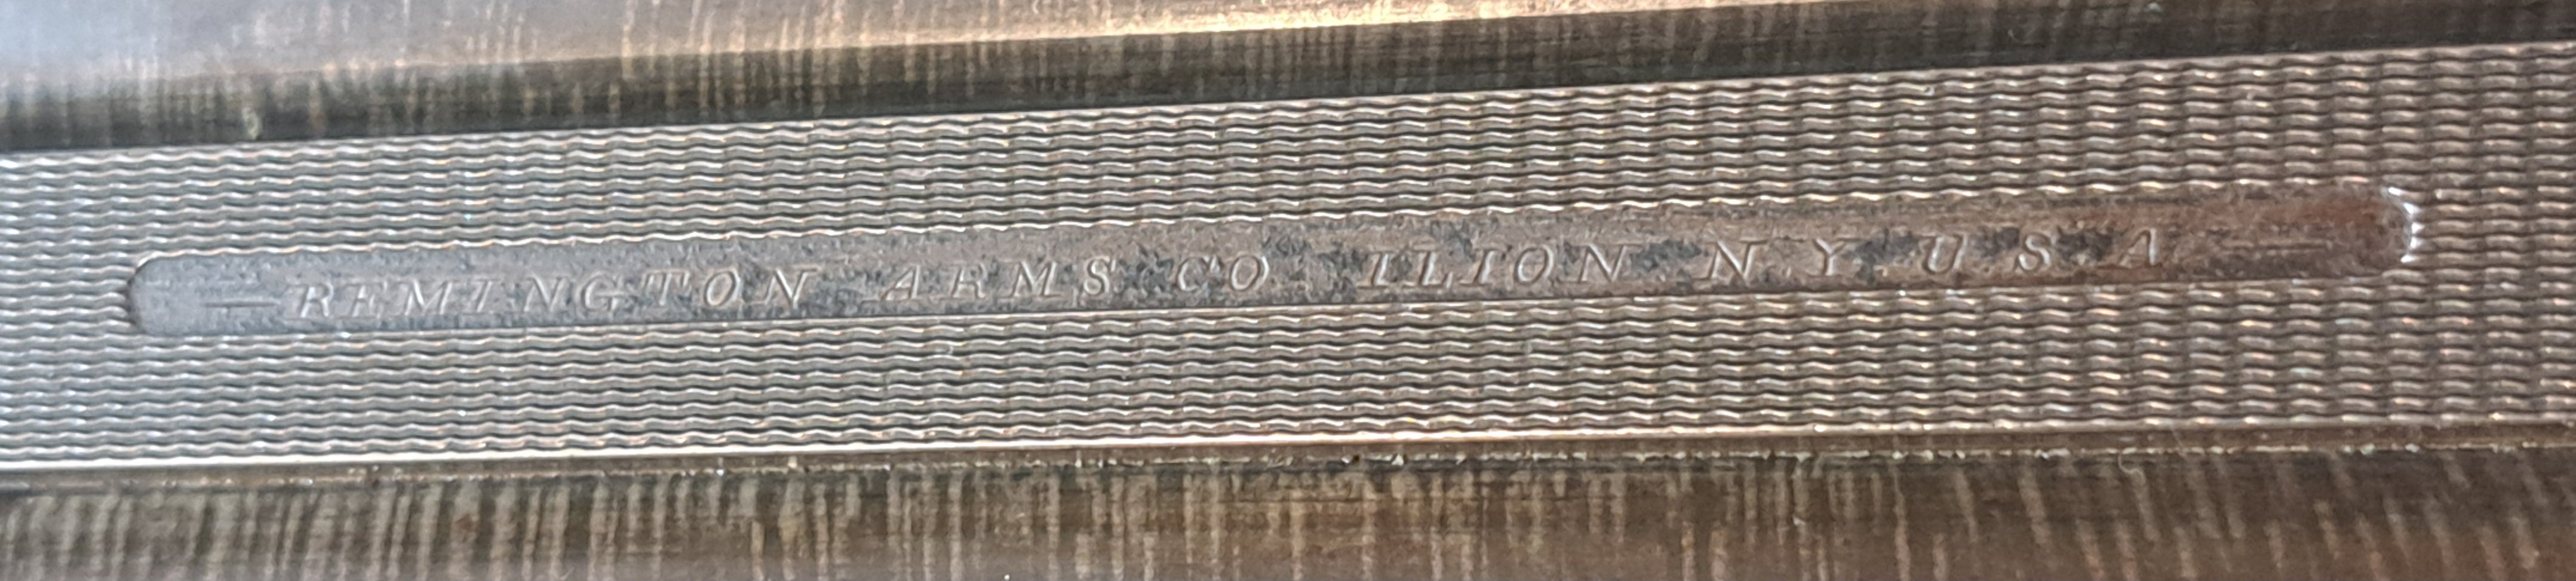 — REMINGTON ARMS CO. ILION. N.Y. U.S.A —